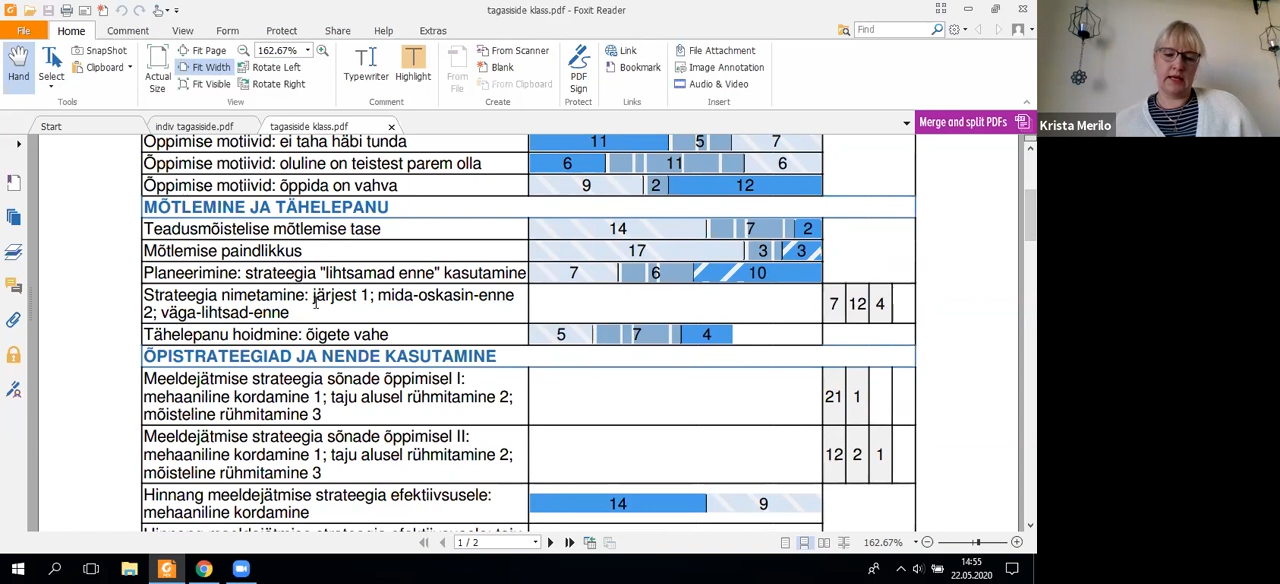 tagasiside klass.pdf - Foxit Reader
File Home Comment View Form Protect Share Help Extras Find
Hand
Select
SnapShot
Clipboard
Actual Size
Fit Page
Fit Width
Fit Visible
162.67%
Rotate Left
Rotate Right
Typewriter
Highlight
From File
From Scanner
Blank
From Clipboard
PDF Sign
Link
Bookmark
File Attachment
Image Annotation
Audio & Video
Tools View Comment Create Protect Links Insert
Start indiv tagasiside.pdf tagasiside klass.pdf Merge and split PDFs
Krista Merilo
Õppimise motiivid: ei taha häbi tunda 11 5 7
Õppimise motiivid: oluline on teistest parem olla 6 11 6
Õppimise motiivid: õppida on vahva 9 2 12
MÕTLEMINE JA TÄHELEPANU
Teadusmõistelise mõtlemise tase 14 7 2
Mõtlemise paindlikkus 17 3 3
Planeerimine: strateegia "lihtsamad enne" kasutamine 7 6 10
Strateegia nimetamine: järjest 1; mida-oskasin-enne
2; väga-lihtsad-enne 7 12 4
Tähelepanu hoidmine: õigete vahe 5 7 4
ÕPISTRATEEGIAD JA NENDE KASUTAMINE
Meeldejätmise strateegia sõnade õppimisel I:
mehaaniline kordamine 1; taju alusel rühmitamine 2;
mõisteline rühmitamine 3 21 1
Meeldejätmise strateegia sõnade õppimisel II:
mehaaniline kordamine 1; taju alusel rühmitamine 2;
mõisteline rühmitamine 3 12 2 1
Hinnang meeldejätmise strateegia efektiivsusele:
mehaaniline kordamine 14 9
1 / 2 162.67%
14:55
22.05.2020